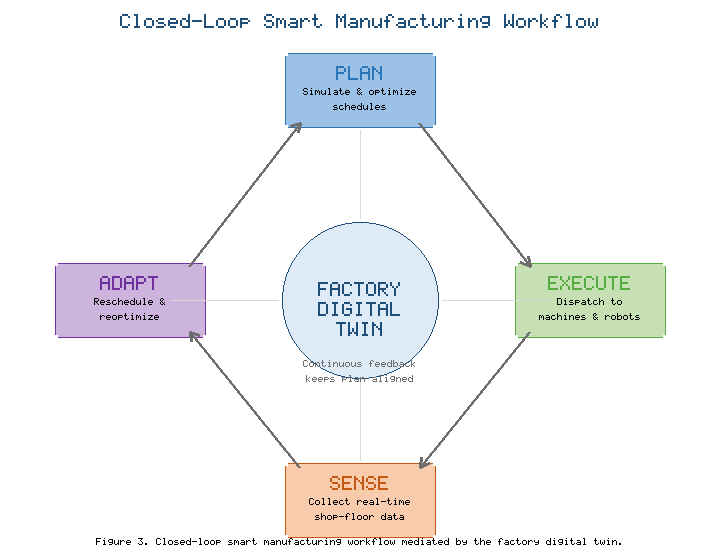 Closed-Loop Smart Manufacturing Workflow
PLAN
Simulate & optimize
schedules
ADAPT
Reschedule &
reoptimize
FACTORY
DIGITAL
TWIN
Continuous feedback
keeps plan aligned
EXECUTE
Dispatch to
machines & robots
SENSE
Collect real-time
shop-floor data
Figure 3. Closed-loop smart manufacturing workflow mediated by the factory digital twin.